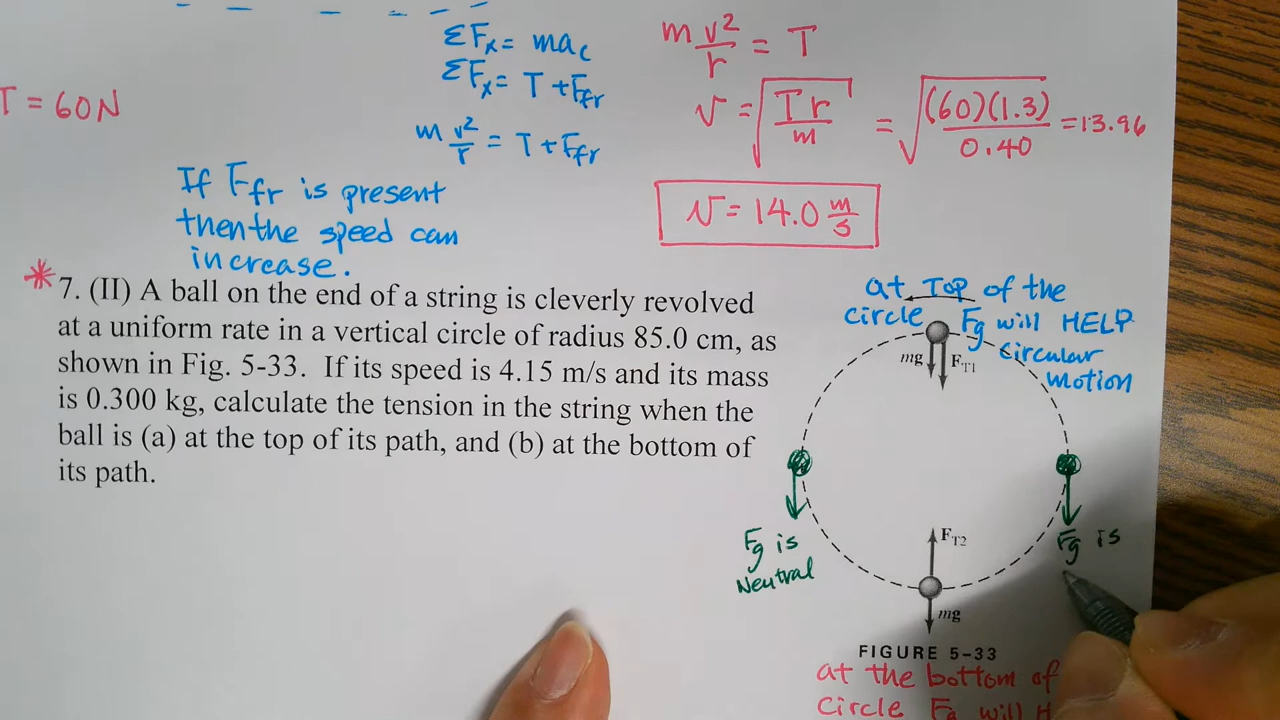 ΣFx = mac
ΣFx = T + Ffr
m v²/r = T + Ffr
T = 60N
m v²/r = T
v = √(Tr/m) = √((60)(1.3)/0.40) = 13.96
v = 14.0 m/s
If Ffr is present
then the speed can
increase.
* 7. (II) A ball on the end of a string is cleverly revolved
at a uniform rate in a vertical circle of radius 85.0 cm, as
shown in Fig. 5-33. If its speed is 4.15 m/s and its mass
is 0.300 kg, calculate the tension in the string when the
ball is (a) at the top of its path, and (b) at the bottom of
its path.
at TOP of the
circle Fg will HELP
circular
motion
mg
FT1
Fg is
Neutral
Fg is
FT2
mg
FIGURE 5-33
at the bottom of
circle Fg will